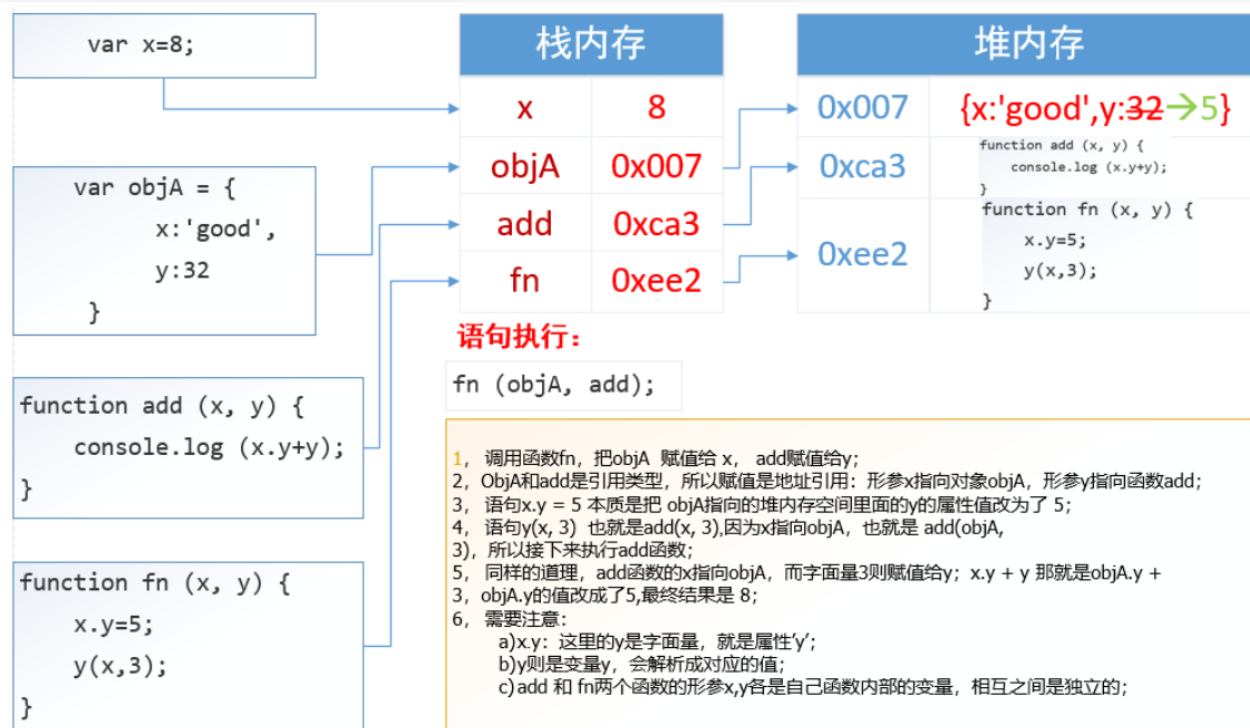 var x=8;
var objA = {
x:'good',
y:32
}
function add (x, y) {
console.log (x.y+y);
}
function fn (x, y) {
x.y=5;
y(x,3);
}
栈内存
x 8
objA 0x007
add 0xca3
fn 0xee2
堆内存
0x007 {x:'good',y:32→5}
0xca3
function add (x, y) {
console.log (x.y+y);
}
0xee2
function fn (x, y) {
x.y=5;
y(x,3);
}
语句执行：
fn (objA, add);
1， 调用函数fn，把objA 赋值给 x， add赋值给y；
2，ObjA和add是引用类型，所以赋值是地址引用：形参x指向对象objA，形参y指向函数add；
3， 语句x.y = 5 本质是把 objA指向的堆内存空间里面的y的属性值改为了 5；
4， 语句y(x, 3) 也就是add(x, 3),因为x指向objA，也就是 add(objA,
3)，所以接下来执行add函数；
5， 同样的道理，add函数的x指向objA，而字面量3则赋值给y；x.y + y 那就是objA.y +
3，objA.y的值改成了5,最终结果是 8；
6， 需要注意：
a)x.y：这里的y是字面量，就是属性'y'；
b)y则是变量y，会解析成对应的值；
c)add 和 fn两个函数的形参x,y各是自己函数内部的变量，相互之间是独立的；